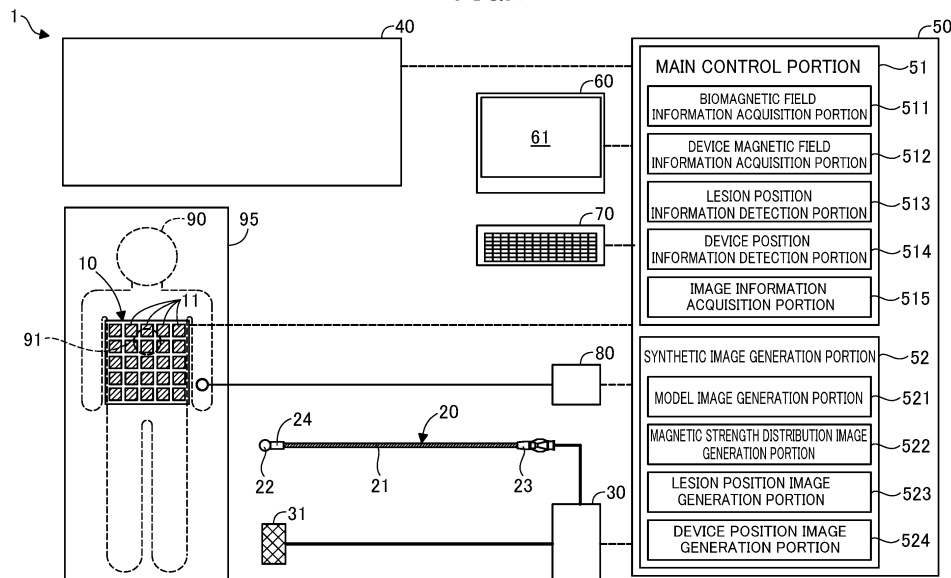 1
40
50
MAIN CONTROL PORTION
51
BIOMAGNETIC FIELD
INFORMATION ACQUISITION PORTION
511
60
61
DEVICE MAGNETIC FIELD
INFORMATION ACQUISITION PORTION
512
LESION POSITION
INFORMATION DETECTION PORTION
513
70
DEVICE POSITION
INFORMATION DETECTION PORTION
514
IMAGE INFORMATION
ACQUISITION PORTION
515
90
95
10
11
91
80
SYNTHETIC IMAGE GENERATION PORTION
52
MODEL IMAGE GENERATION PORTION
521
MAGNETIC STRENGTH DISTRIBUTION IMAGE
GENERATION PORTION
522
LESION POSITION IMAGE
GENERATION PORTION
523
DEVICE POSITION IMAGE
GENERATION PORTION
524
24
20
22
21
23
30
31